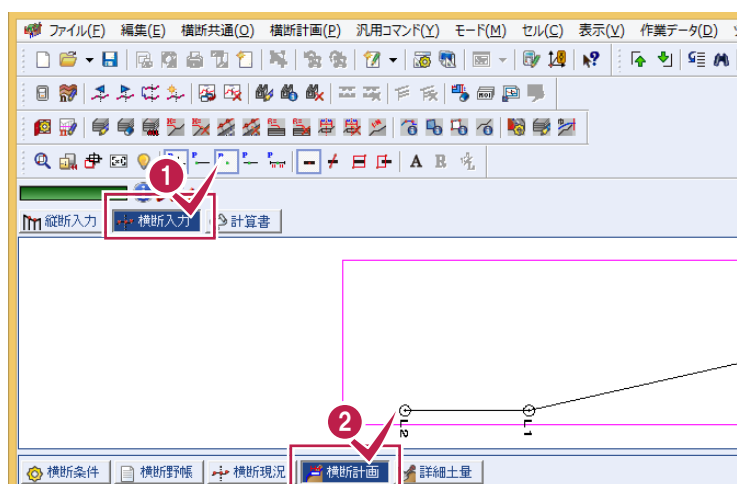 ファイル(F) 編集(E) 横断共通(O) 横断計画(P) 汎用コマンド(Y) モード(M) セル(C) 表示(V) 作業データ(D)
A R
1
縦断入力 横断入力 計算書
L2 L1
2
横断条件 横断野帳 横断現況 横断計画 詳細土量